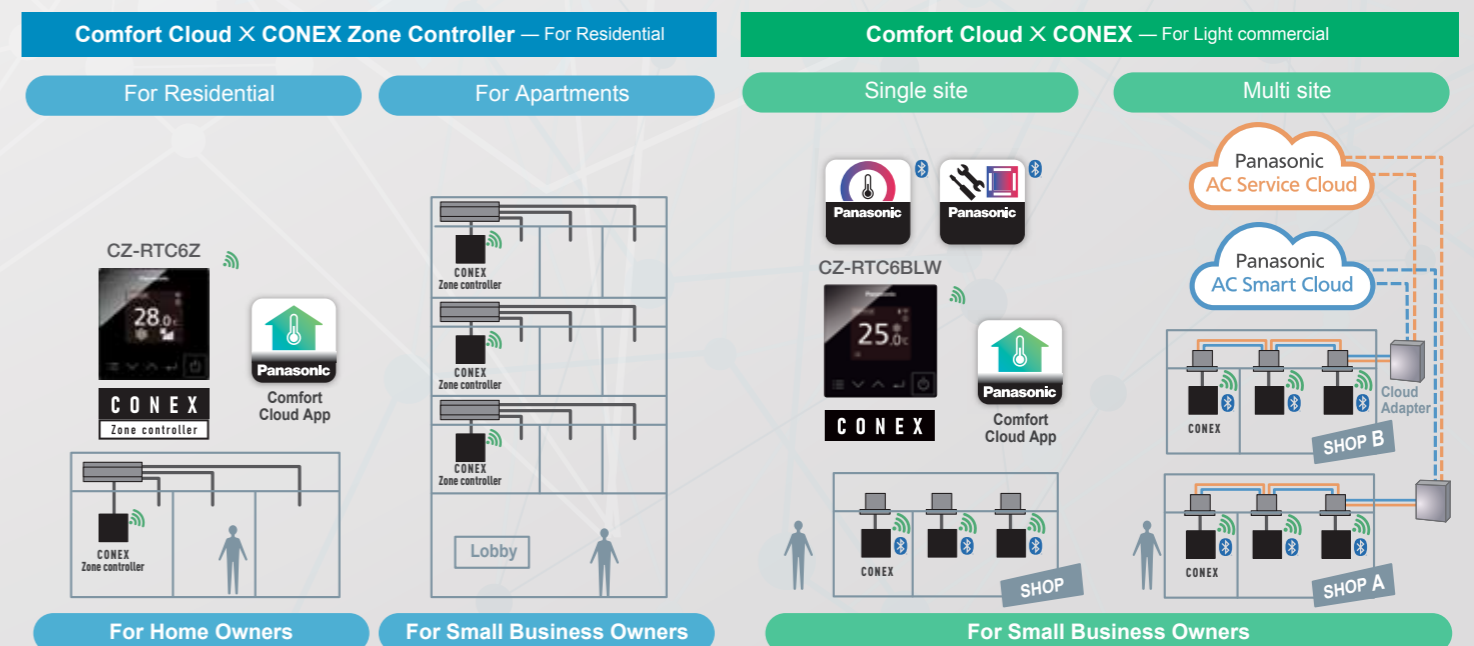 Comfort Cloud × CONEX Zone Controller — For Residential
For Residential
For Apartments
CZ-RTC6Z
Panasonic
28.0c
CONEX
Zone controller
Panasonic
Comfort
Cloud App
CONEX
Zone controller
For Home Owners
CONEX
Zone controller
CONEX
Zone controller
CONEX
Zone controller
Lobby
For Small Business Owners
Comfort Cloud × CONEX — For Light commercial
Single site
Multi site
Panasonic
Panasonic
CZ-RTC6BLW
Panasonic
25.0c
CONEX
Panasonic
Comfort
Cloud App
CONEX
SHOP
Panasonic
AC Service Cloud
Panasonic
AC Smart Cloud
Cloud
Adapter
CONEX
SHOP B
CONEX
SHOP A
For Small Business Owners